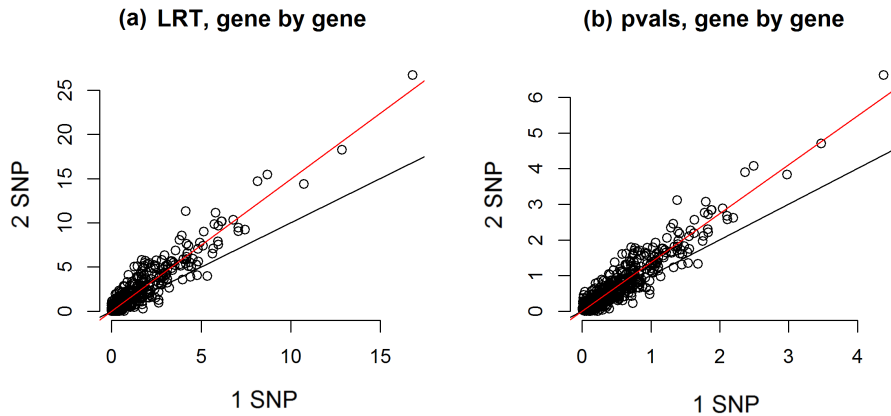 (a) LRT, gene by gene
2 SNP
0 5 10 15 20 25
0 5 10 15
1 SNP
(b) pvals, gene by gene
2 SNP
0 1 2 3 4 5 6
0 1 2 3 4
1 SNP